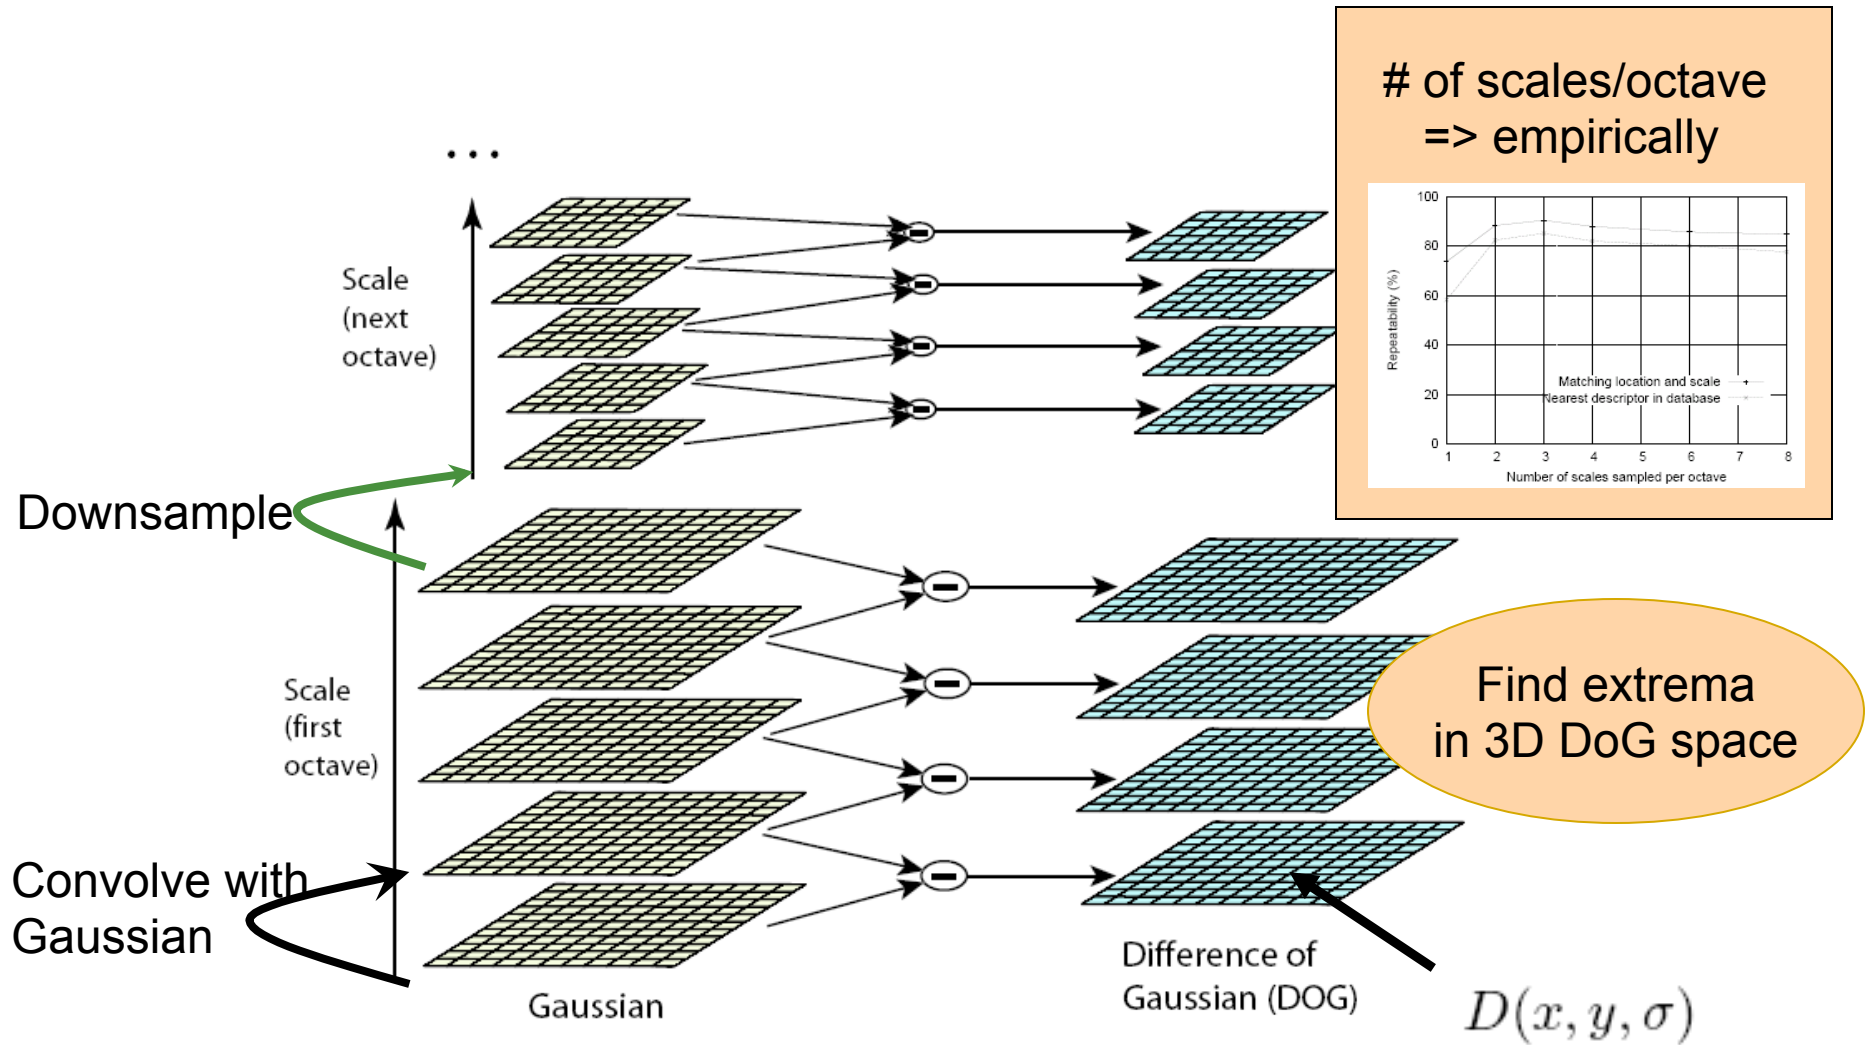 # of scales/octave
=> empirically
...
100
80
60
40
20
0
Repeatability (%)
Matching location and scale
Nearest descriptor in database
1 2 3 4 5 6 7 8
Number of scales sampled per octave
Scale
(next
octave)
Downsample
Scale
(first
octave)
Find extrema
in 3D DoG space
Convolve with
Gaussian
Gaussian
Difference of
Gaussian (DOG)
D(x, y, σ)